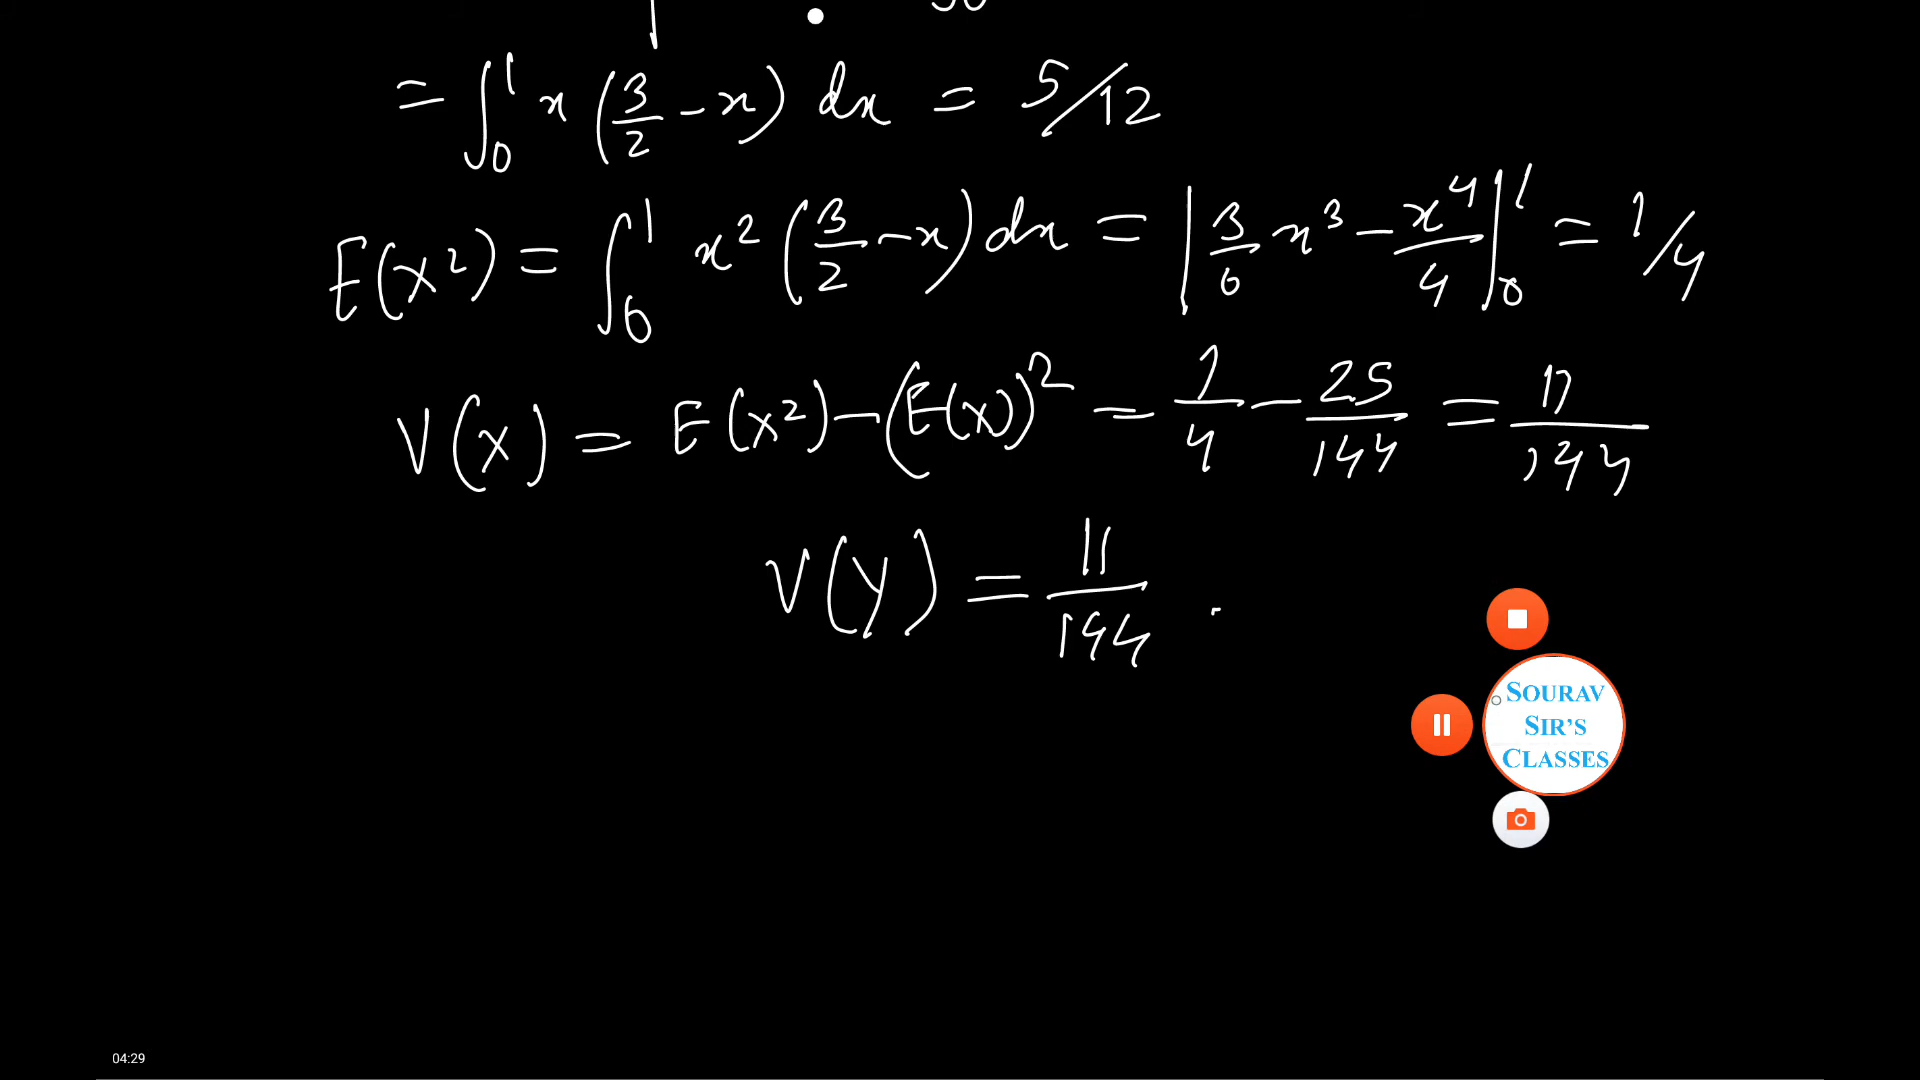 = ∫₀¹ x (3/2 - x) dx = 5/12
E(X²) = ∫₀¹ x² (3/2 - x) dx = |3/6 x³ - x⁴/4|₀¹ = 1/4
V(X) = E(X²) - (E(X))² = 1/4 - 25/144 = 11/144
V(Y) = 11/144 .
SOURAV
SIR'S
CLASSES
04:29